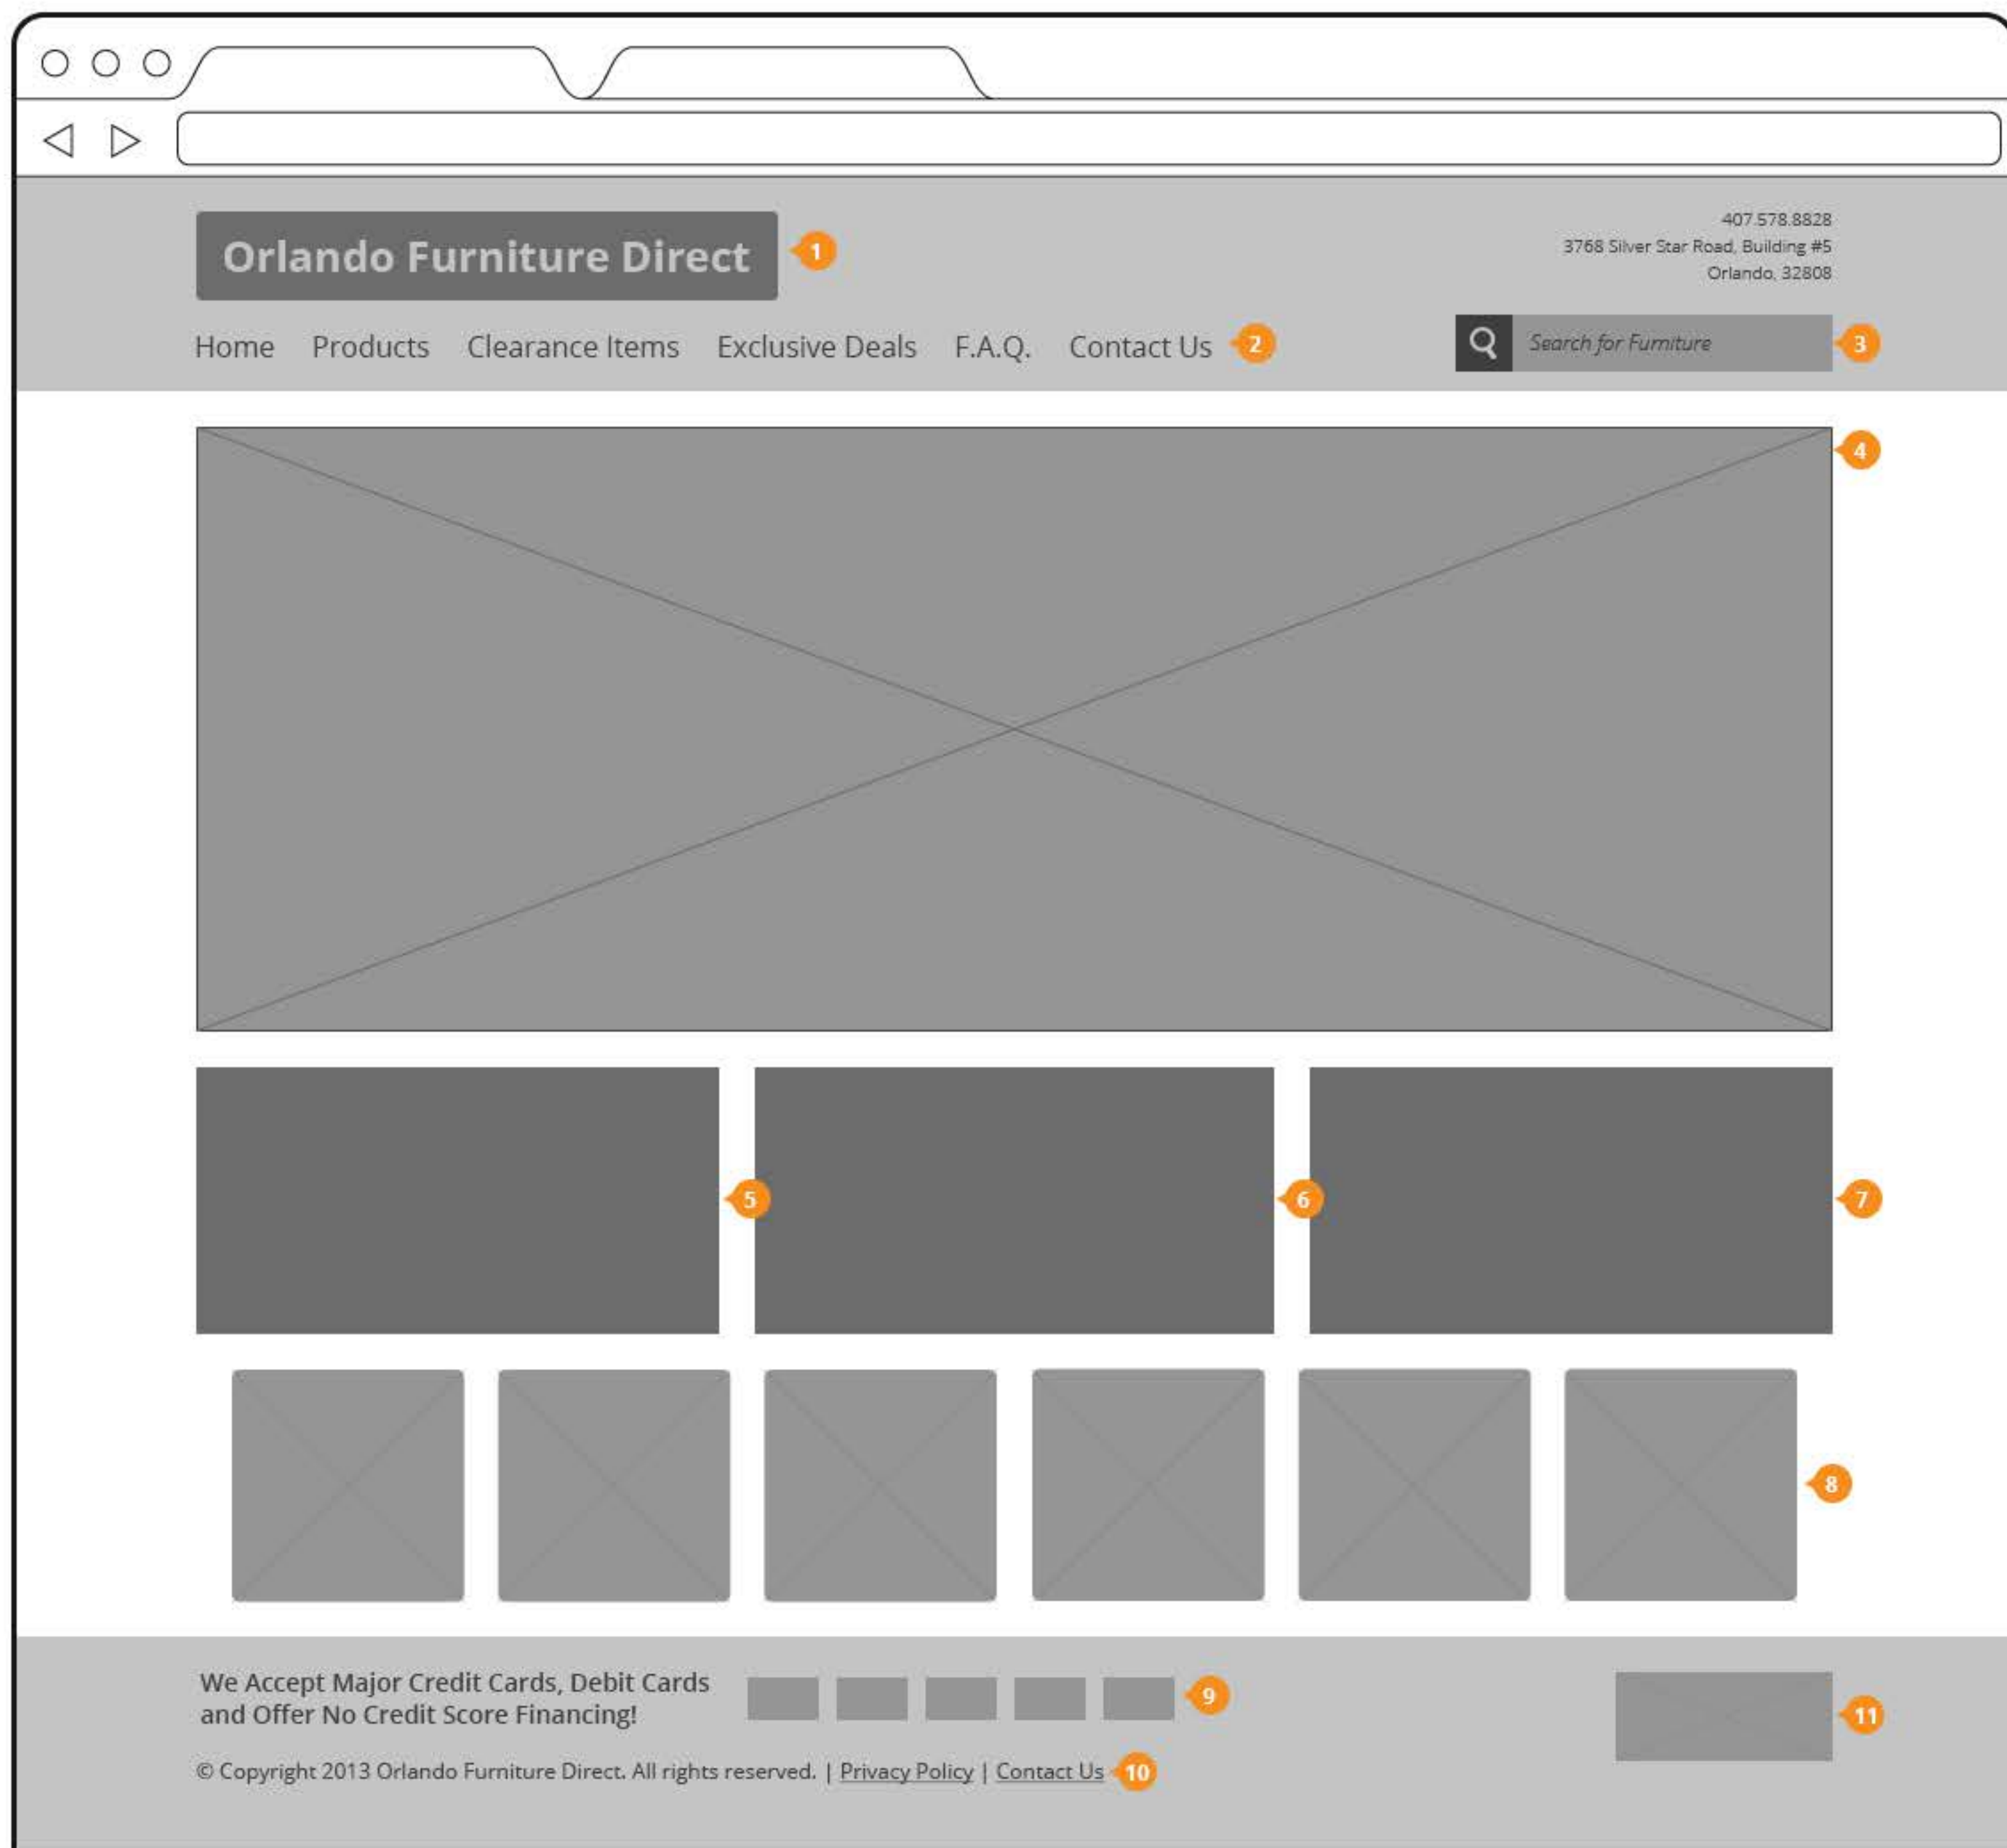 Orlando Furniture Direct
1
407.578.8828
3768 Silver Star Road, Building #5
Orlando, 32808
Home Products Clearance Items Exclusive Deals F.A.Q. Contact Us 2
Search for Furniture 3
4
5
6
7
8
We Accept Major Credit Cards, Debit Cards
and Offer No Credit Score Financing!
9
11
© Copyright 2013 Orlando Furniture Direct. All rights reserved. | Privacy Policy | Contact Us 10